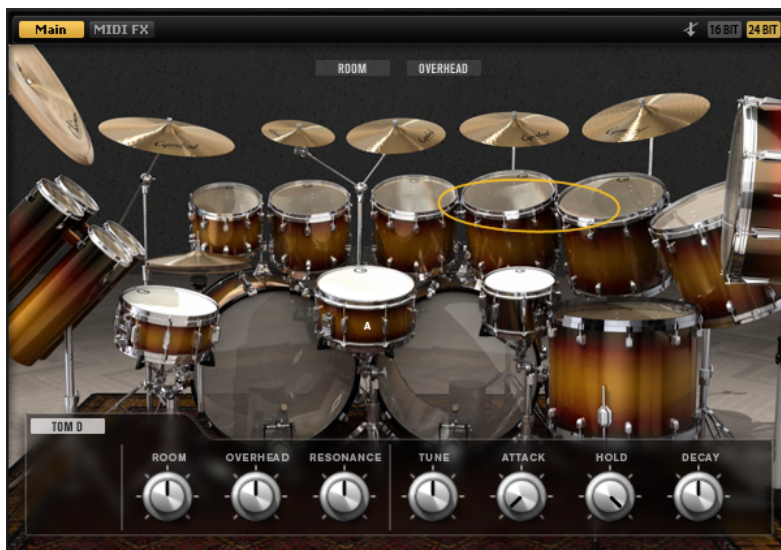 Main MIDI FX 16 BIT 24 BIT
ROOM OVERHEAD
A
TOM D
ROOM OVERHEAD RESONANCE TUNE ATTACK HOLD DECAY